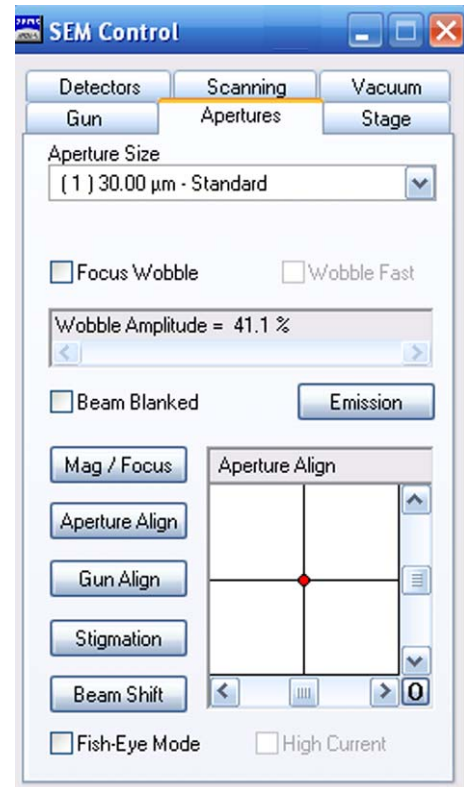 SEM Control
Detectors Scanning Vacuum
Gun Apertures Stage
Aperture Size
( 1 ) 30.00 µm - Standard
Focus Wobble Wobble Fast
Wobble Amplitude = 41.1 %
Beam Blanked Emission
Mag / Focus Aperture Align
Aperture Align
Gun Align
Stigmation
Beam Shift 0
Fish-Eye Mode High Current